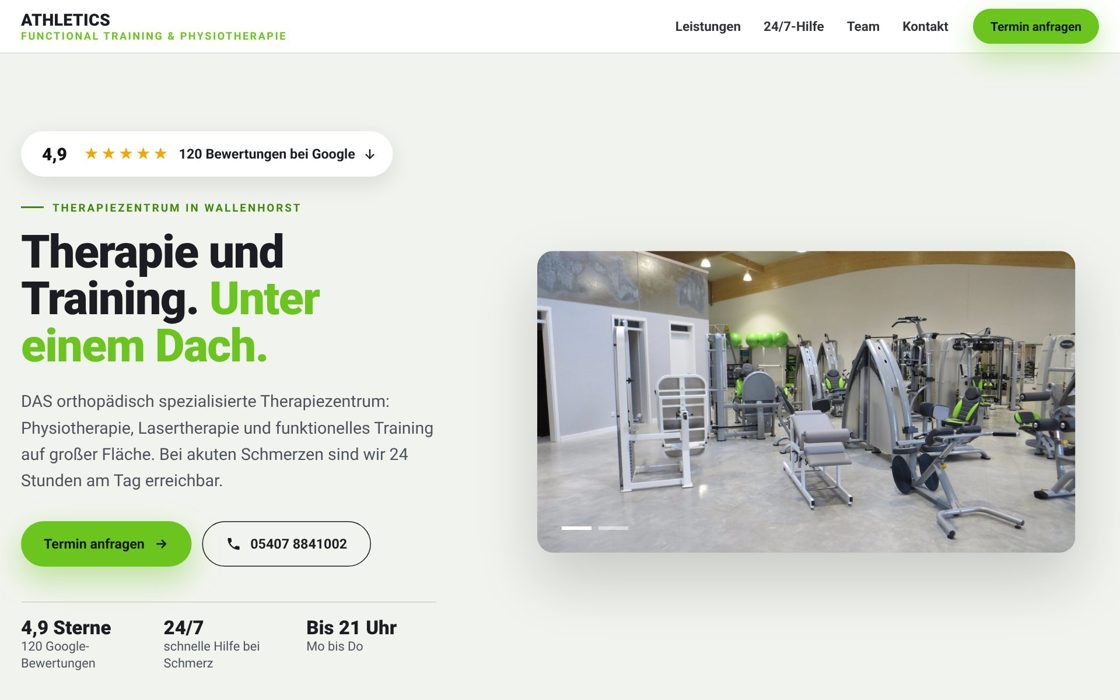 ATHLETICS
FUNCTIONAL TRAINING & PHYSIOTHERAPIE
Leistungen
24/7-Hilfe
Team
Kontakt
Termin anfragen
4,9 ★★★★★ 120 Bewertungen bei Google ↓
THERAPIEZENTRUM IN WALLENHORST
Therapie und
Training. Unter
einem Dach.
DAS orthopädisch spezialisierte Therapiezentrum:
Physiotherapie, Lasertherapie und funktionelles Training
auf großer Fläche. Bei akuten Schmerzen sind wir 24
Stunden am Tag erreichbar.
Termin anfragen →
05407 8841002
4,9 Sterne
120 Google-
Bewertungen
24/7
schnelle Hilfe bei
Schmerz
Bis 21 Uhr
Mo bis Do